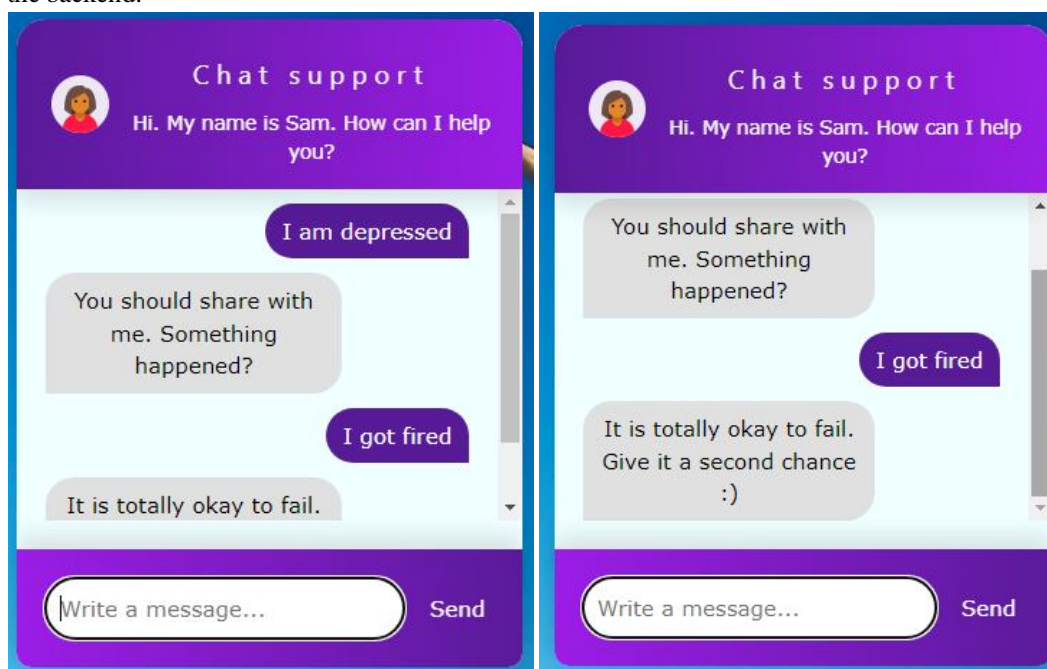 the backend.
Chat support
Hi. My name is Sam. How can I help
you?
I am depressed
You should share with
me. Something
happened?
I got fired
It is totally okay to fail.
Write a message...
Send
Chat support
Hi. My name is Sam. How can I help
you?
You should share with
me. Something
happened?
I got fired
It is totally okay to fail.
Give it a second chance
:)
Write a message...
Send